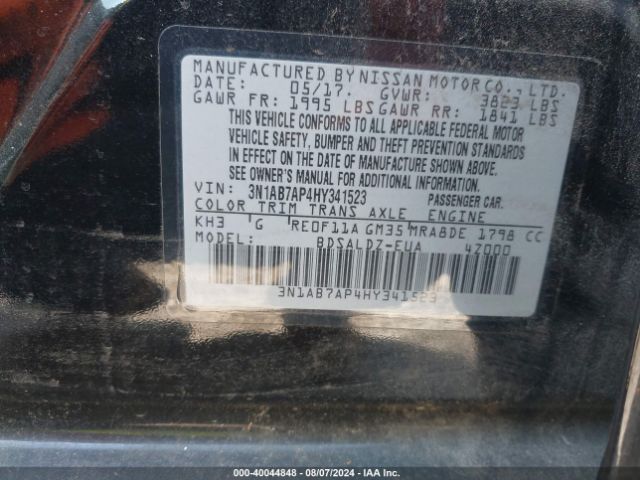 MANUFACTURED BY NISSAN MOTOR CO., LTD.
DATE: 05/17 GVWR: 3823 LBS
GAWR FR: 1995 LBS GAWR RR: 1841 LBS
THIS VEHICLE CONFORMS TO ALL APPLICABLE FEDERAL MOTOR
VEHICLE SAFETY, BUMPER AND THEFT PREVENTION STANDARDS
IN EFFECT ON THE DATE OF MANUFACTURE SHOWN ABOVE.
SEE OWNER'S MANUAL FOR ADDITIONAL INFORMATION.
VIN: 3N1AB7AP4HY341523 PASSENGER CAR.
COLOR TRIM TRANS AXLE ENGINE
KH3 G RE0F11A GM35 MRA8DE 1798 CC
MODEL: BDSALDZ-EUA 4Z000
3N1AB7AP4HY341523
000-40044848 - 08/07/2024 - IAA Inc.